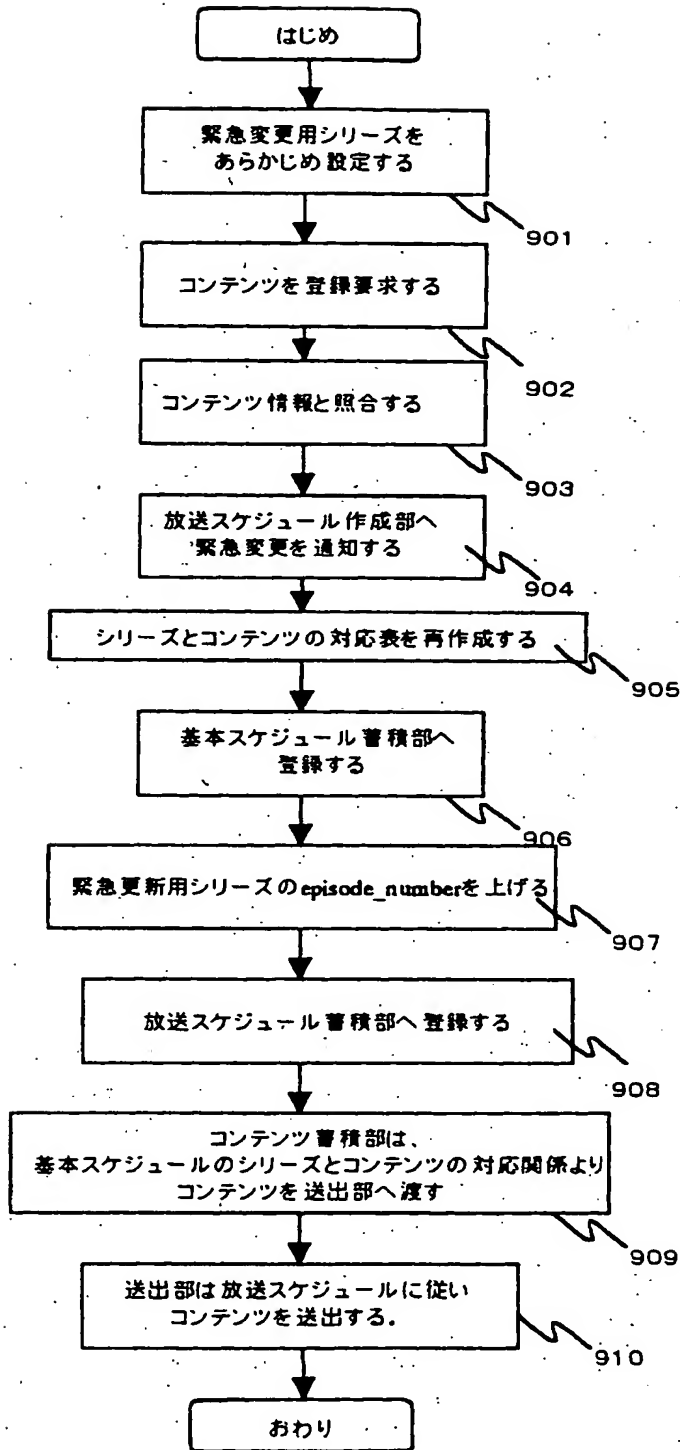 はじめ
緊急変更用シリーズを
あらかじめ設定する
901
コンテンツを登録要求する
902
コンテンツ情報と照合する
903
放送スケジュール作成部へ
緊急変更を通知する
904
シリーズとコンテンツの対応表を再作成する
905
基本スケジュール蓄積部へ
登録する
906
緊急更新用シリーズのepisode_numberを上げる
907
放送スケジュール蓄積部へ登録する
908
コンテンツ蓄積部は、
基本スケジュールのシリーズとコンテンツの対応関係より
コンテンツを送出部へ渡す
909
送出部は放送スケジュールに従い
コンテンツを送出する。
910
おわり